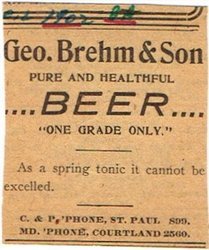 1902
Geo. Brehm & Son
PURE AND HEALTHFUL
....BEER....
"ONE GRADE ONLY."
As a spring tonic it cannot be
excelled.
C. & P. 'PHONE, ST. PAUL 899.
MD. 'PHONE, COURTLAND 2560.